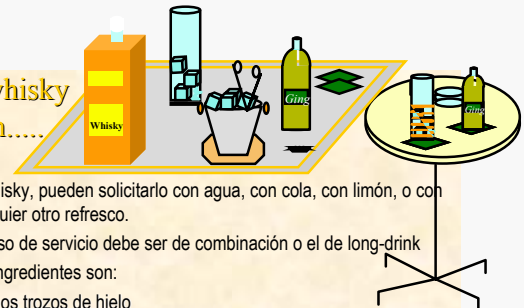 whisky
n.....
Whisky
Ging
Ging
isky, pueden solicitarlo con agua, con cola, con limón, o con
uier otro refresco.
so de servicio debe ser de combinación o el de long-drink
ngredientes son:
os trozos de hielo